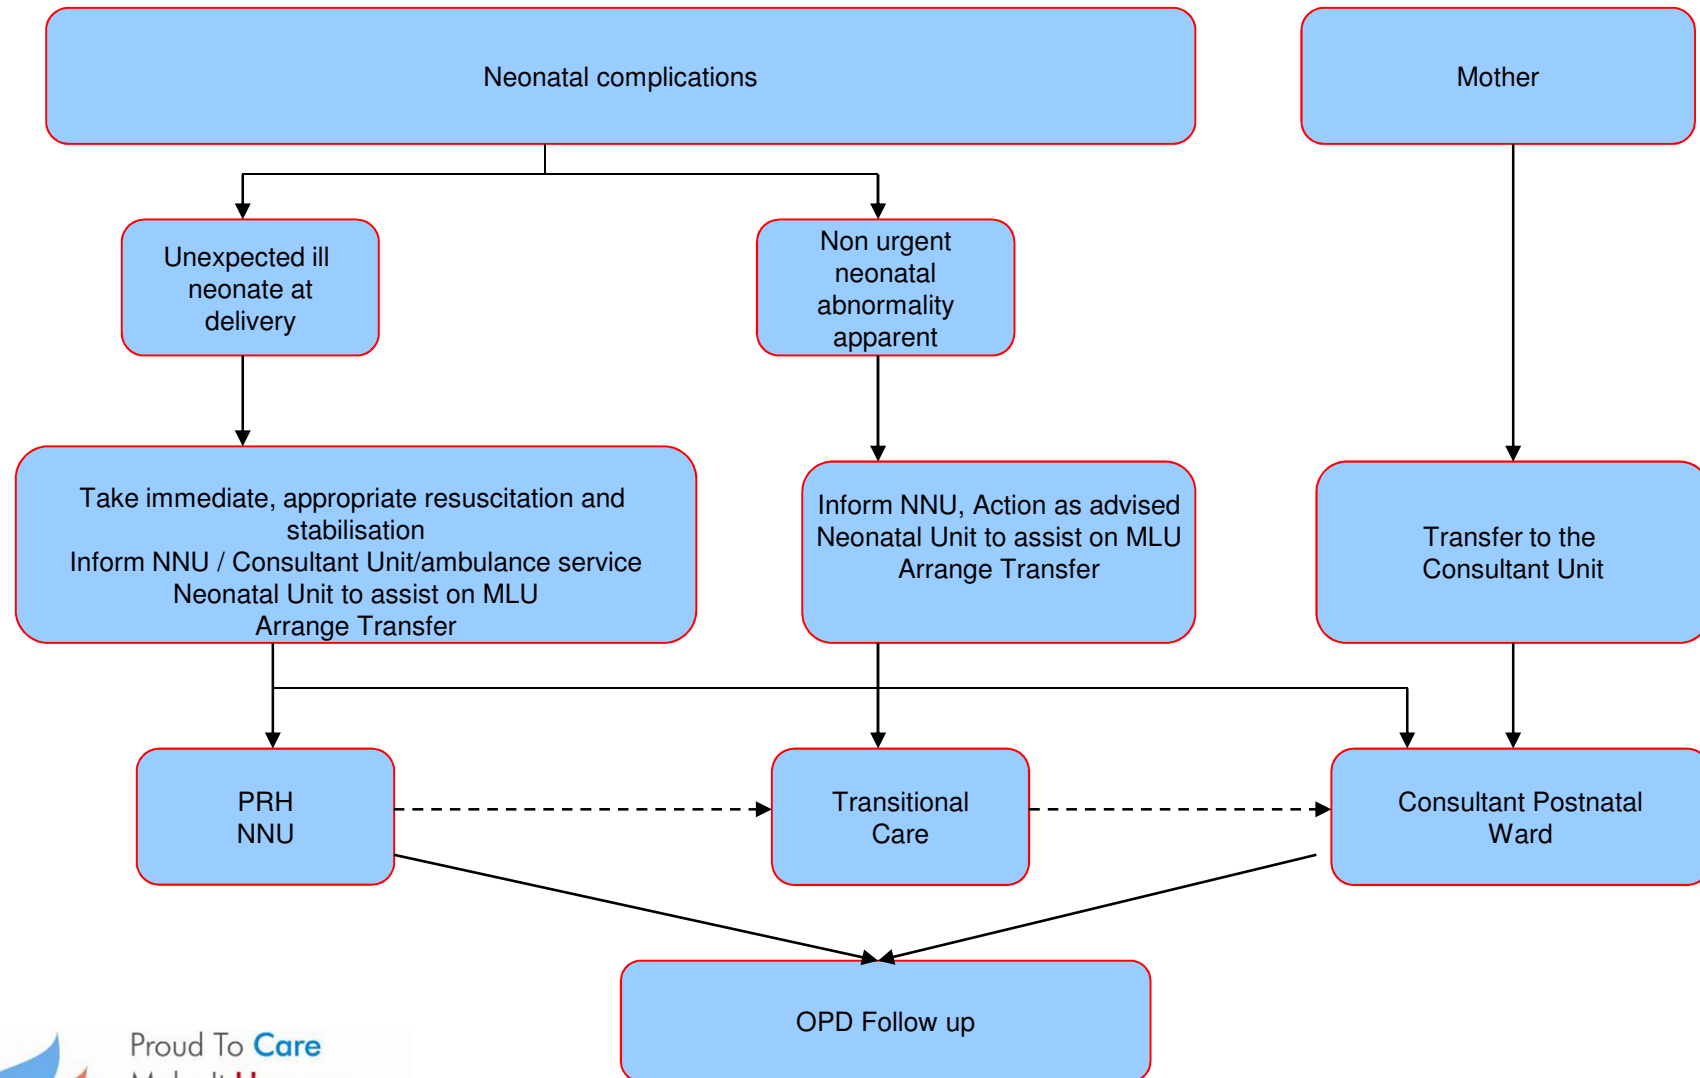 Neonatal complications
Mother
Unexpected ill
neonate at
delivery
Non urgent
neonatal
abnormality
apparent
Take immediate, appropriate resuscitation and
stabilisation
Inform NNU / Consultant Unit/ambulance service
Neonatal Unit to assist on MLU
Arrange Transfer
Inform NNU, Action as advised
Neonatal Unit to assist on MLU
Arrange Transfer
Transfer to the
Consultant Unit
PRH
NNU
Transitional
Care
Consultant Postnatal
Ward
OPD Follow up
Proud To Care